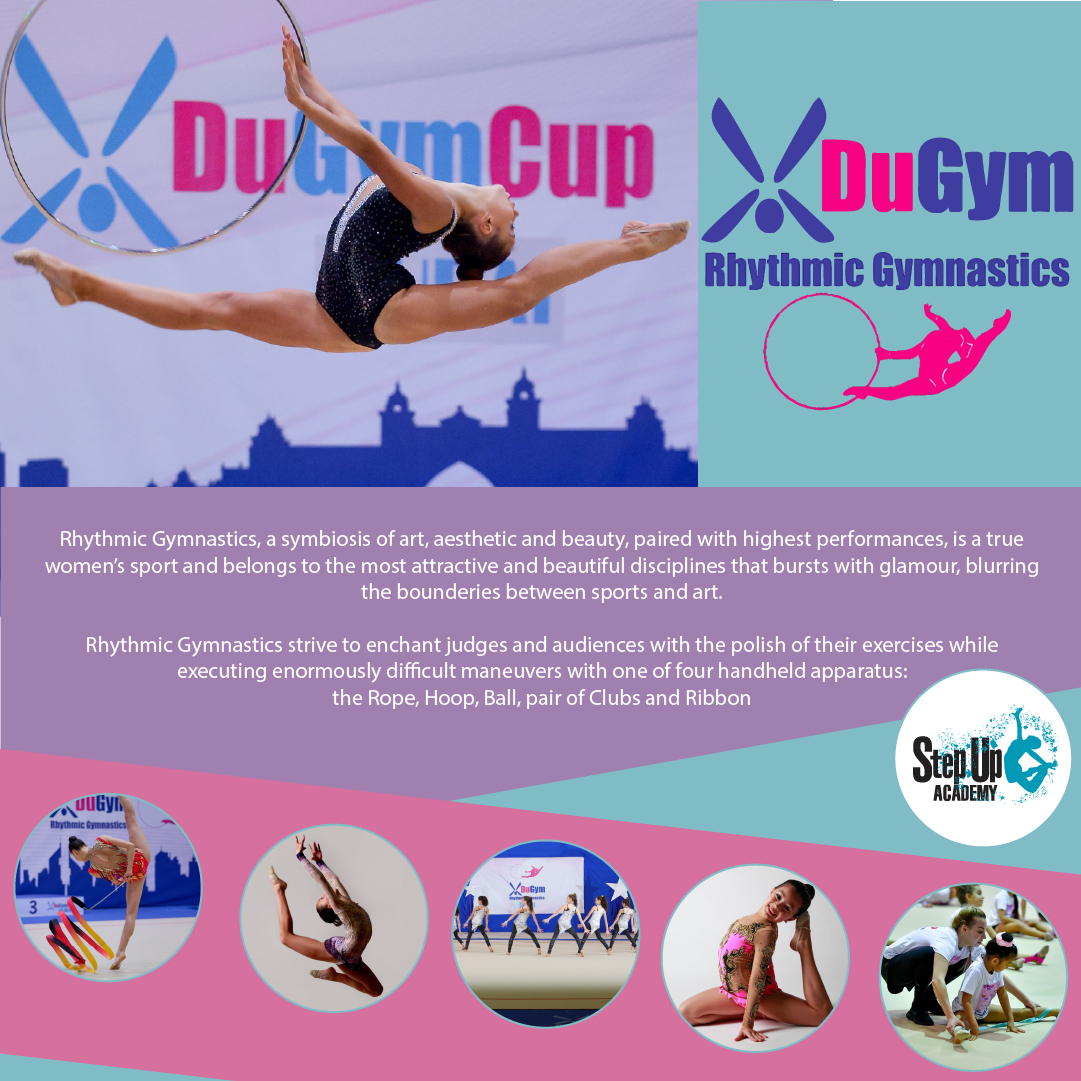 DuGymCup
DuGym
Rhythmic Gymnastics
Rhythmic Gymnastics, a symbiosis of art, aesthetic and beauty, paired with highest performances, is a true
women’s sport and belongs to the most attractive and beautiful disciplines that bursts with glamour, blurring
the bounderies between sports and art.
Rhythmic Gymnastics strive to enchant judges and audiences with the polish of their exercises while
executing enormously difficult maneuvers with one of four handheld apparatus:
the Rope, Hoop, Ball, pair of Clubs and Ribbon
Step Up
ACADEMY
DuGym
Rhythmic Gymnastics
3
DuGym
Rhythmic Gymnastics